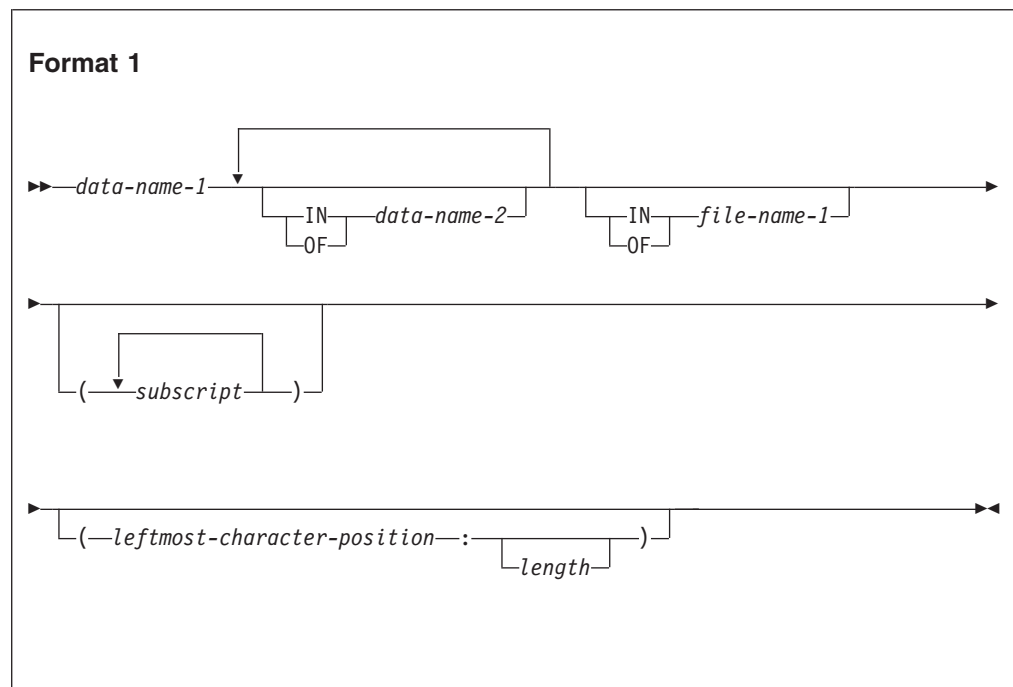 Format 1
data-name-1 IN data-name-2 IN file-name-1
OF OF
( subscript )
( leftmost-character-position : )
length